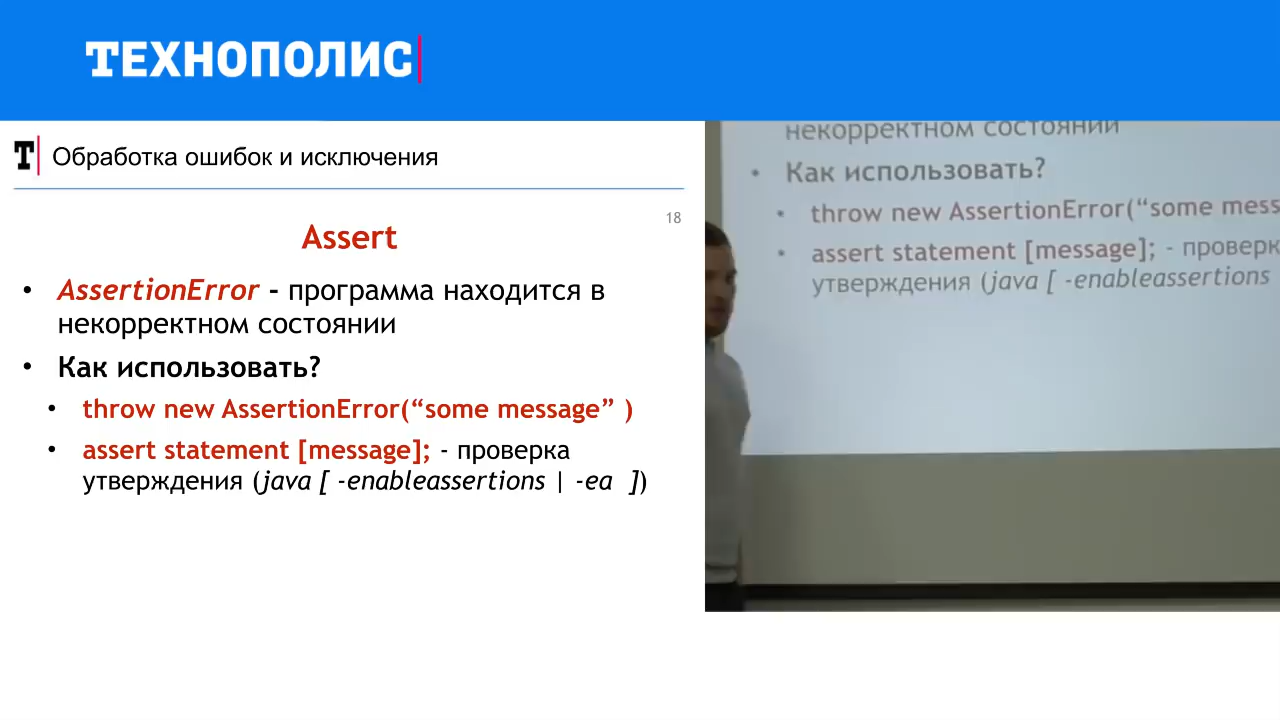 ТЕХНОПОЛИС
Т Обработка ошибок и исключения
18
Assert
• AssertionError - программа находится в
некорректном состоянии
• Как использовать?
• throw new AssertionError(“some message” )
• assert statement [message]; - проверка
утверждения (java [ -enableassertions | -ea ])
некорректном состоянии
• Как использовать?
• throw new AssertionError(“some mess
• assert statement [message]; - проверк
утверждения (java [ -enableassertions